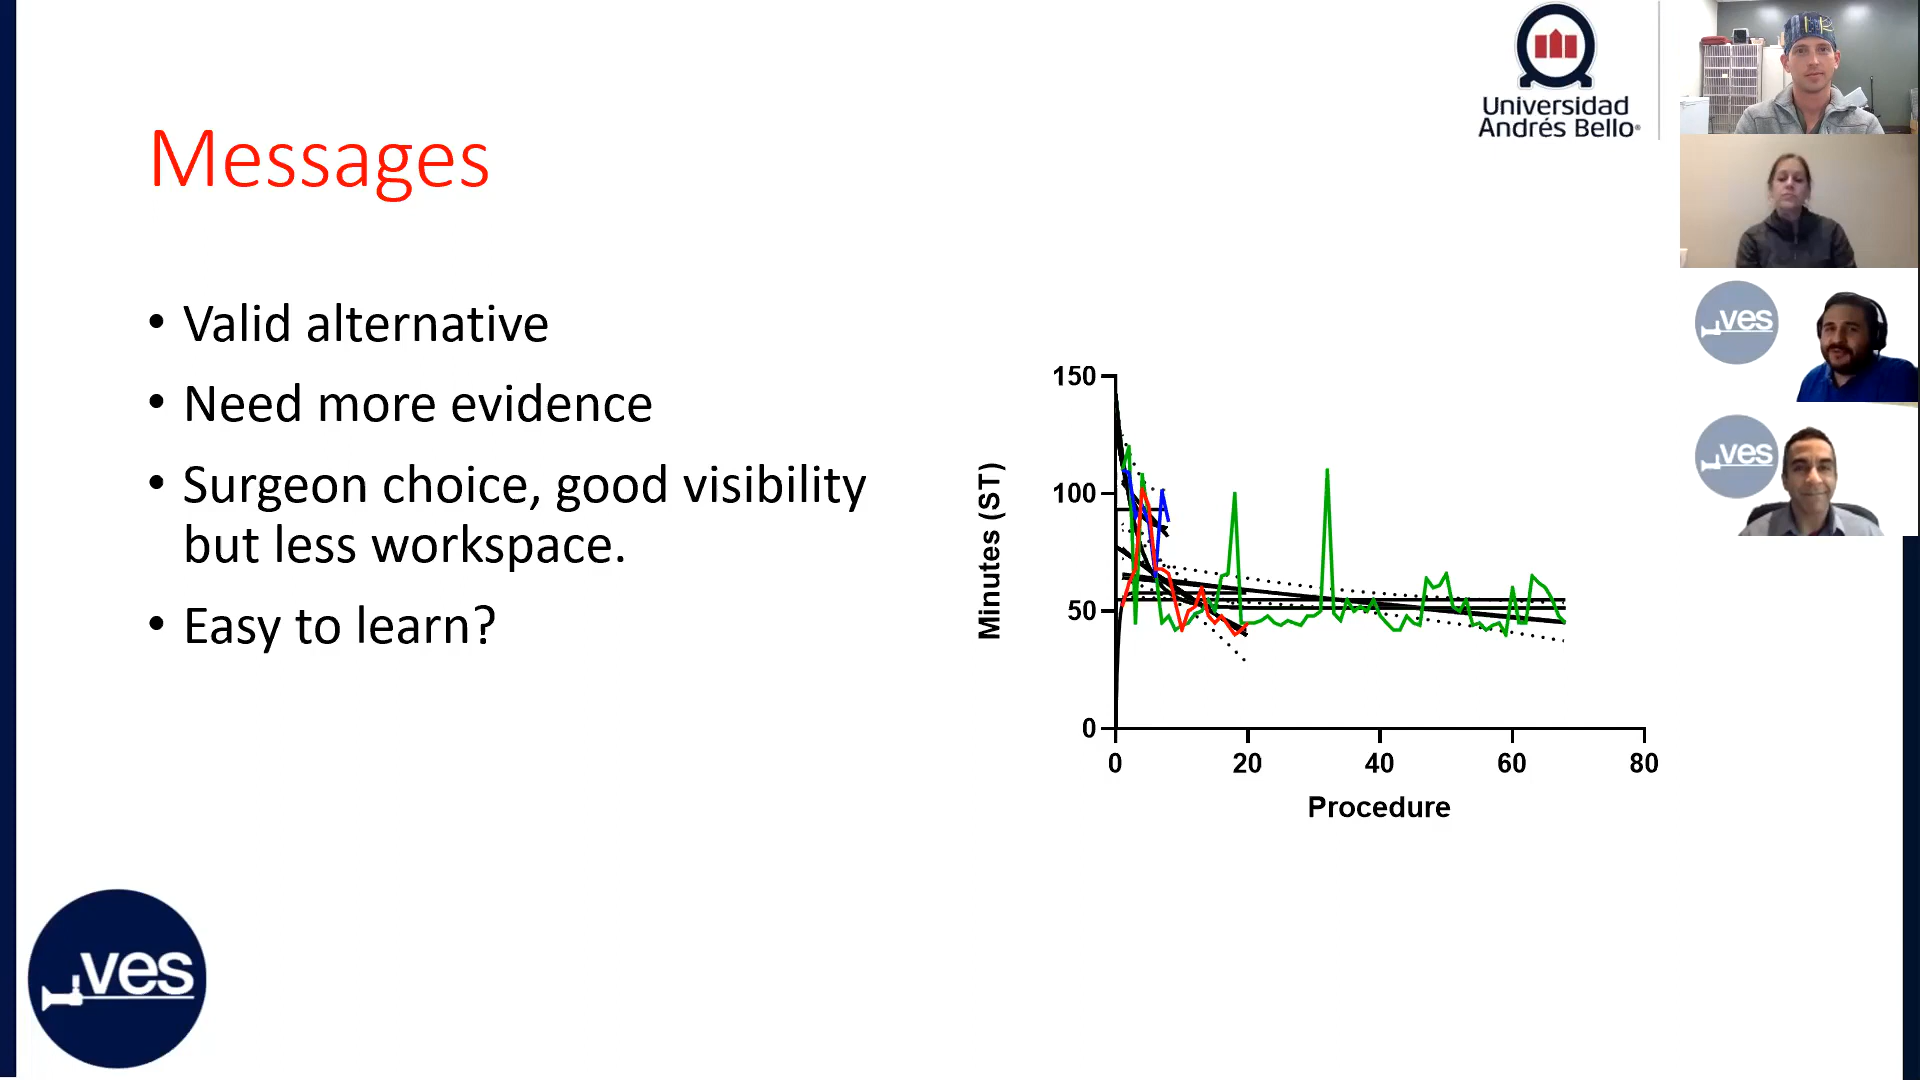 Universidad
Andrés Bello
Messages
• Valid alternative
• Need more evidence
• Surgeon choice, good visibility
but less workspace.
• Easy to learn?
150
100
50
0
Minutes (ST)
0 20 40 60 80
Procedure
ves
ves
ves